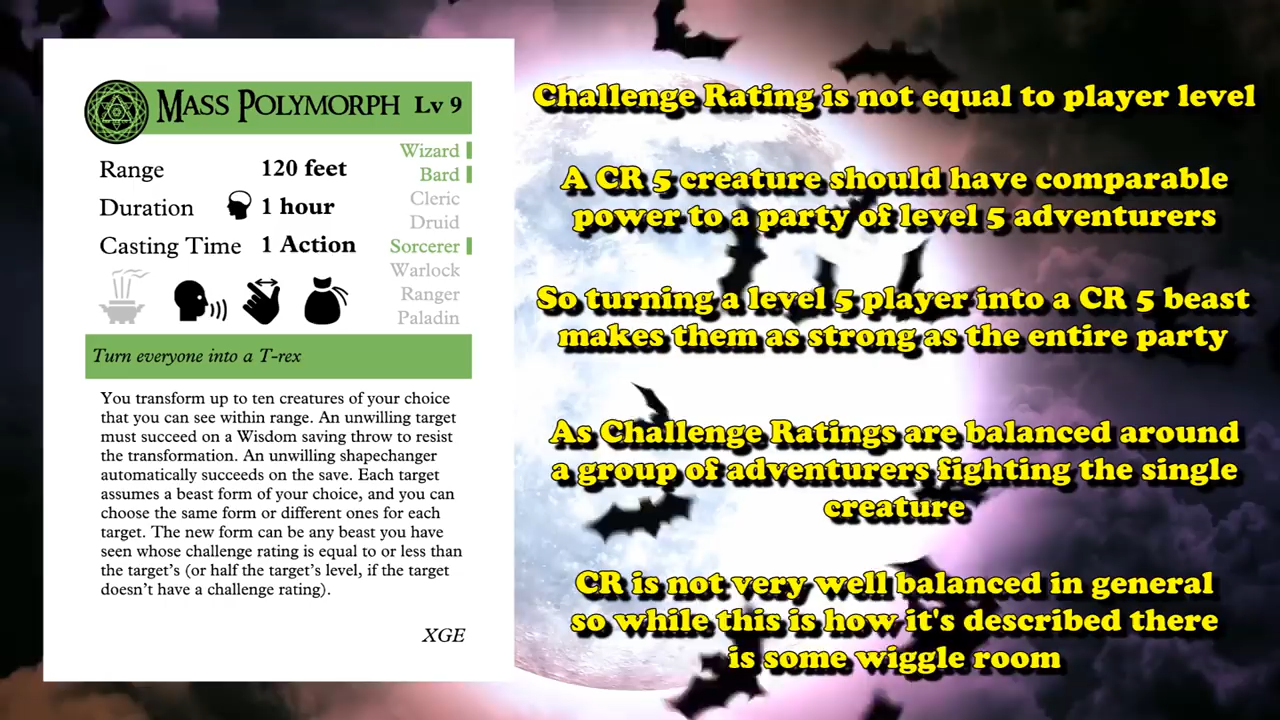 MASS POLYMORPH Lv 9
Range 120 feet
Duration 1 hour
Casting Time 1 Action
Wizard
Bard
Cleric
Druid
Sorcerer
Warlock
Ranger
Paladin
Turn everyone into a T-rex
You transform up to ten creatures of your choice
that you can see within range. An unwilling target
must succeed on a Wisdom saving throw to resist
the transformation. An unwilling shapechanger
automatically succeeds on the save. Each target
assumes a beast form of your choice, and you can
choose the same form or different ones for each
target. The new form can be any beast you have
seen whose challenge rating is equal to or less than
the target's (or half the target's level, if the target
doesn't have a challenge rating).
XGE
Challenge Rating is not equal to player level
A CR 5 creature should have comparable
power to a party of level 5 adventurers
So turning a level 5 player into a CR 5 beast
makes them as strong as the entire party
As Challenge Ratings are balanced around
a group of adventurers fighting the single
creature
CR is not very well balanced in general
so while this is how it's described there
is some wiggle room